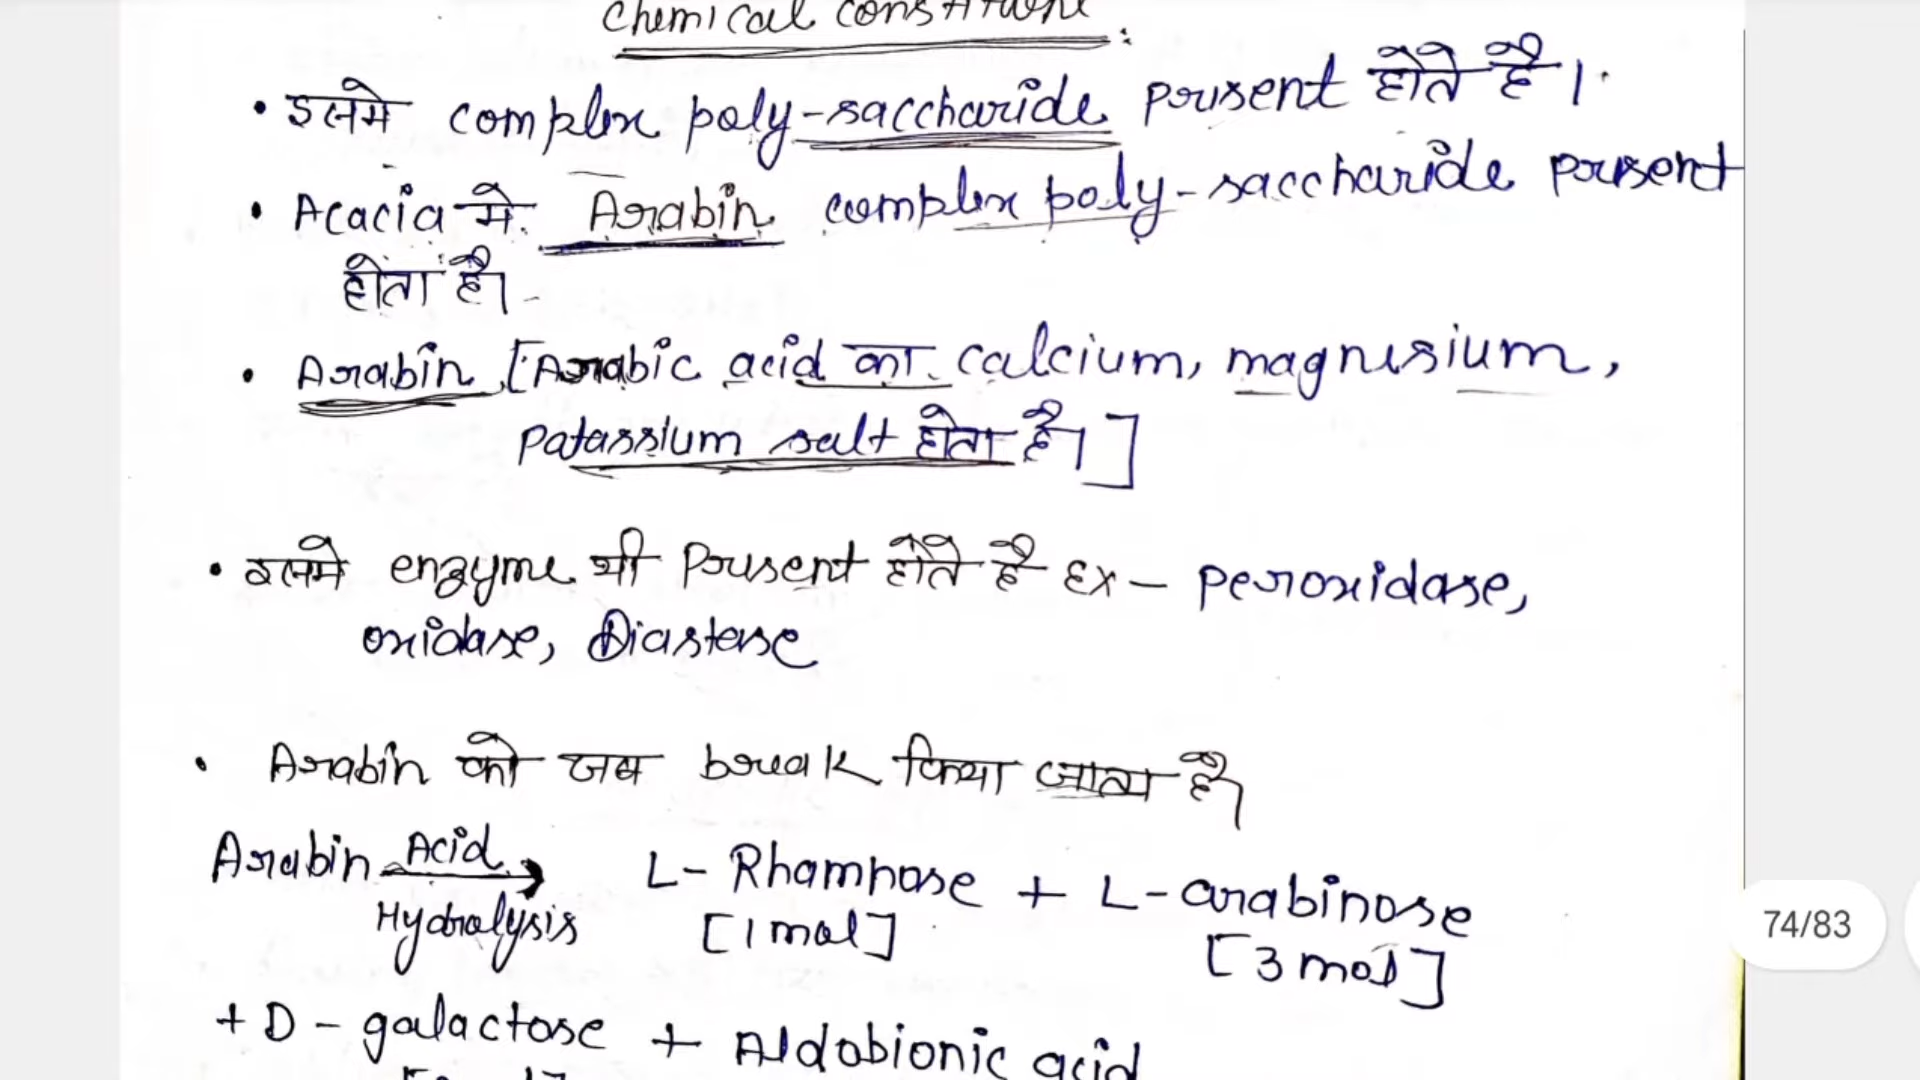 Chemical constituent :
• इसमे complex poly-saccharide present होते है।
• Acacia मे Arabin complex poly-saccharide present
होता है।
• Arabin [Arabic acid का calcium, magnesium,
Patassium salt होता है।]
• इसमे enzyme भी Present होते है Ex - peroxidase,
oxidase, Diastase
• Arabin को जब break किया जाता है।
Arabin Acid Hydrolysis → L- Rhamnose + L-arabinose
[1 mol] [3 mol]
74/83
+ D - galactose + Aldobionic acid